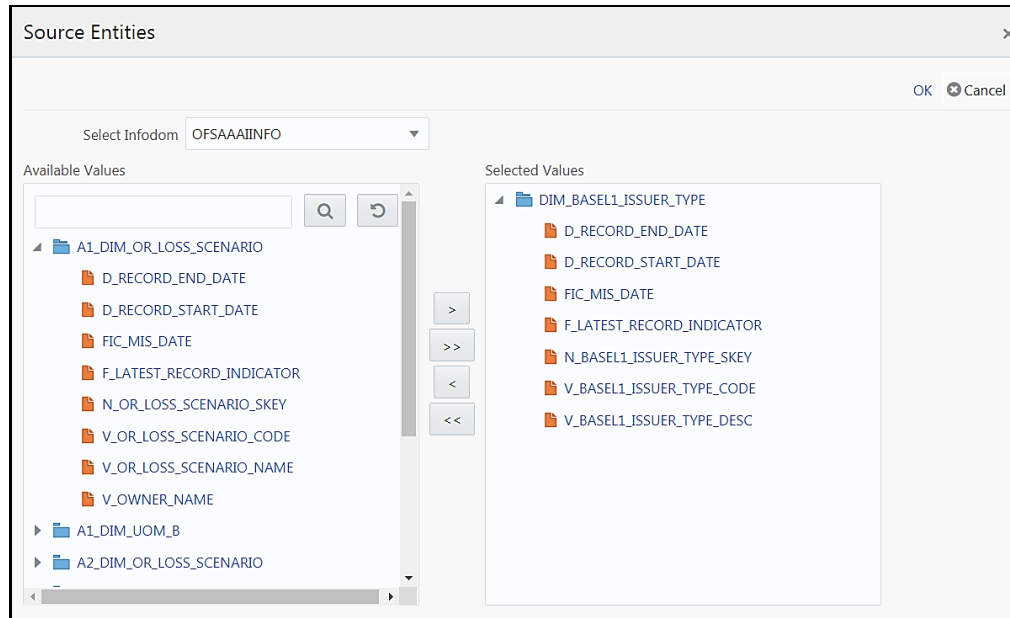 Source Entities
OK Cancel
Select Infodom OFSAAAIINFO
Available Values
A1_DIM_OR_LOSS_SCENARIO
D_RECORD_END_DATE
D_RECORD_START_DATE
FIC_MIS_DATE
F_LATEST_RECORD_INDICATOR
N_OR_LOSS_SCENARIO_SKEY
V_OR_LOSS_SCENARIO_CODE
V_OR_LOSS_SCENARIO_NAME
V_OWNER_NAME
A1_DIM_UOM_B
A2_DIM_OR_LOSS_SCENARIO
>
>>
<
<<
Selected Values
DIM_BASEL1_ISSUER_TYPE
D_RECORD_END_DATE
D_RECORD_START_DATE
FIC_MIS_DATE
F_LATEST_RECORD_INDICATOR
N_BASEL1_ISSUER_TYPE_SKEY
V_BASEL1_ISSUER_TYPE_CODE
V_BASEL1_ISSUER_TYPE_DESC